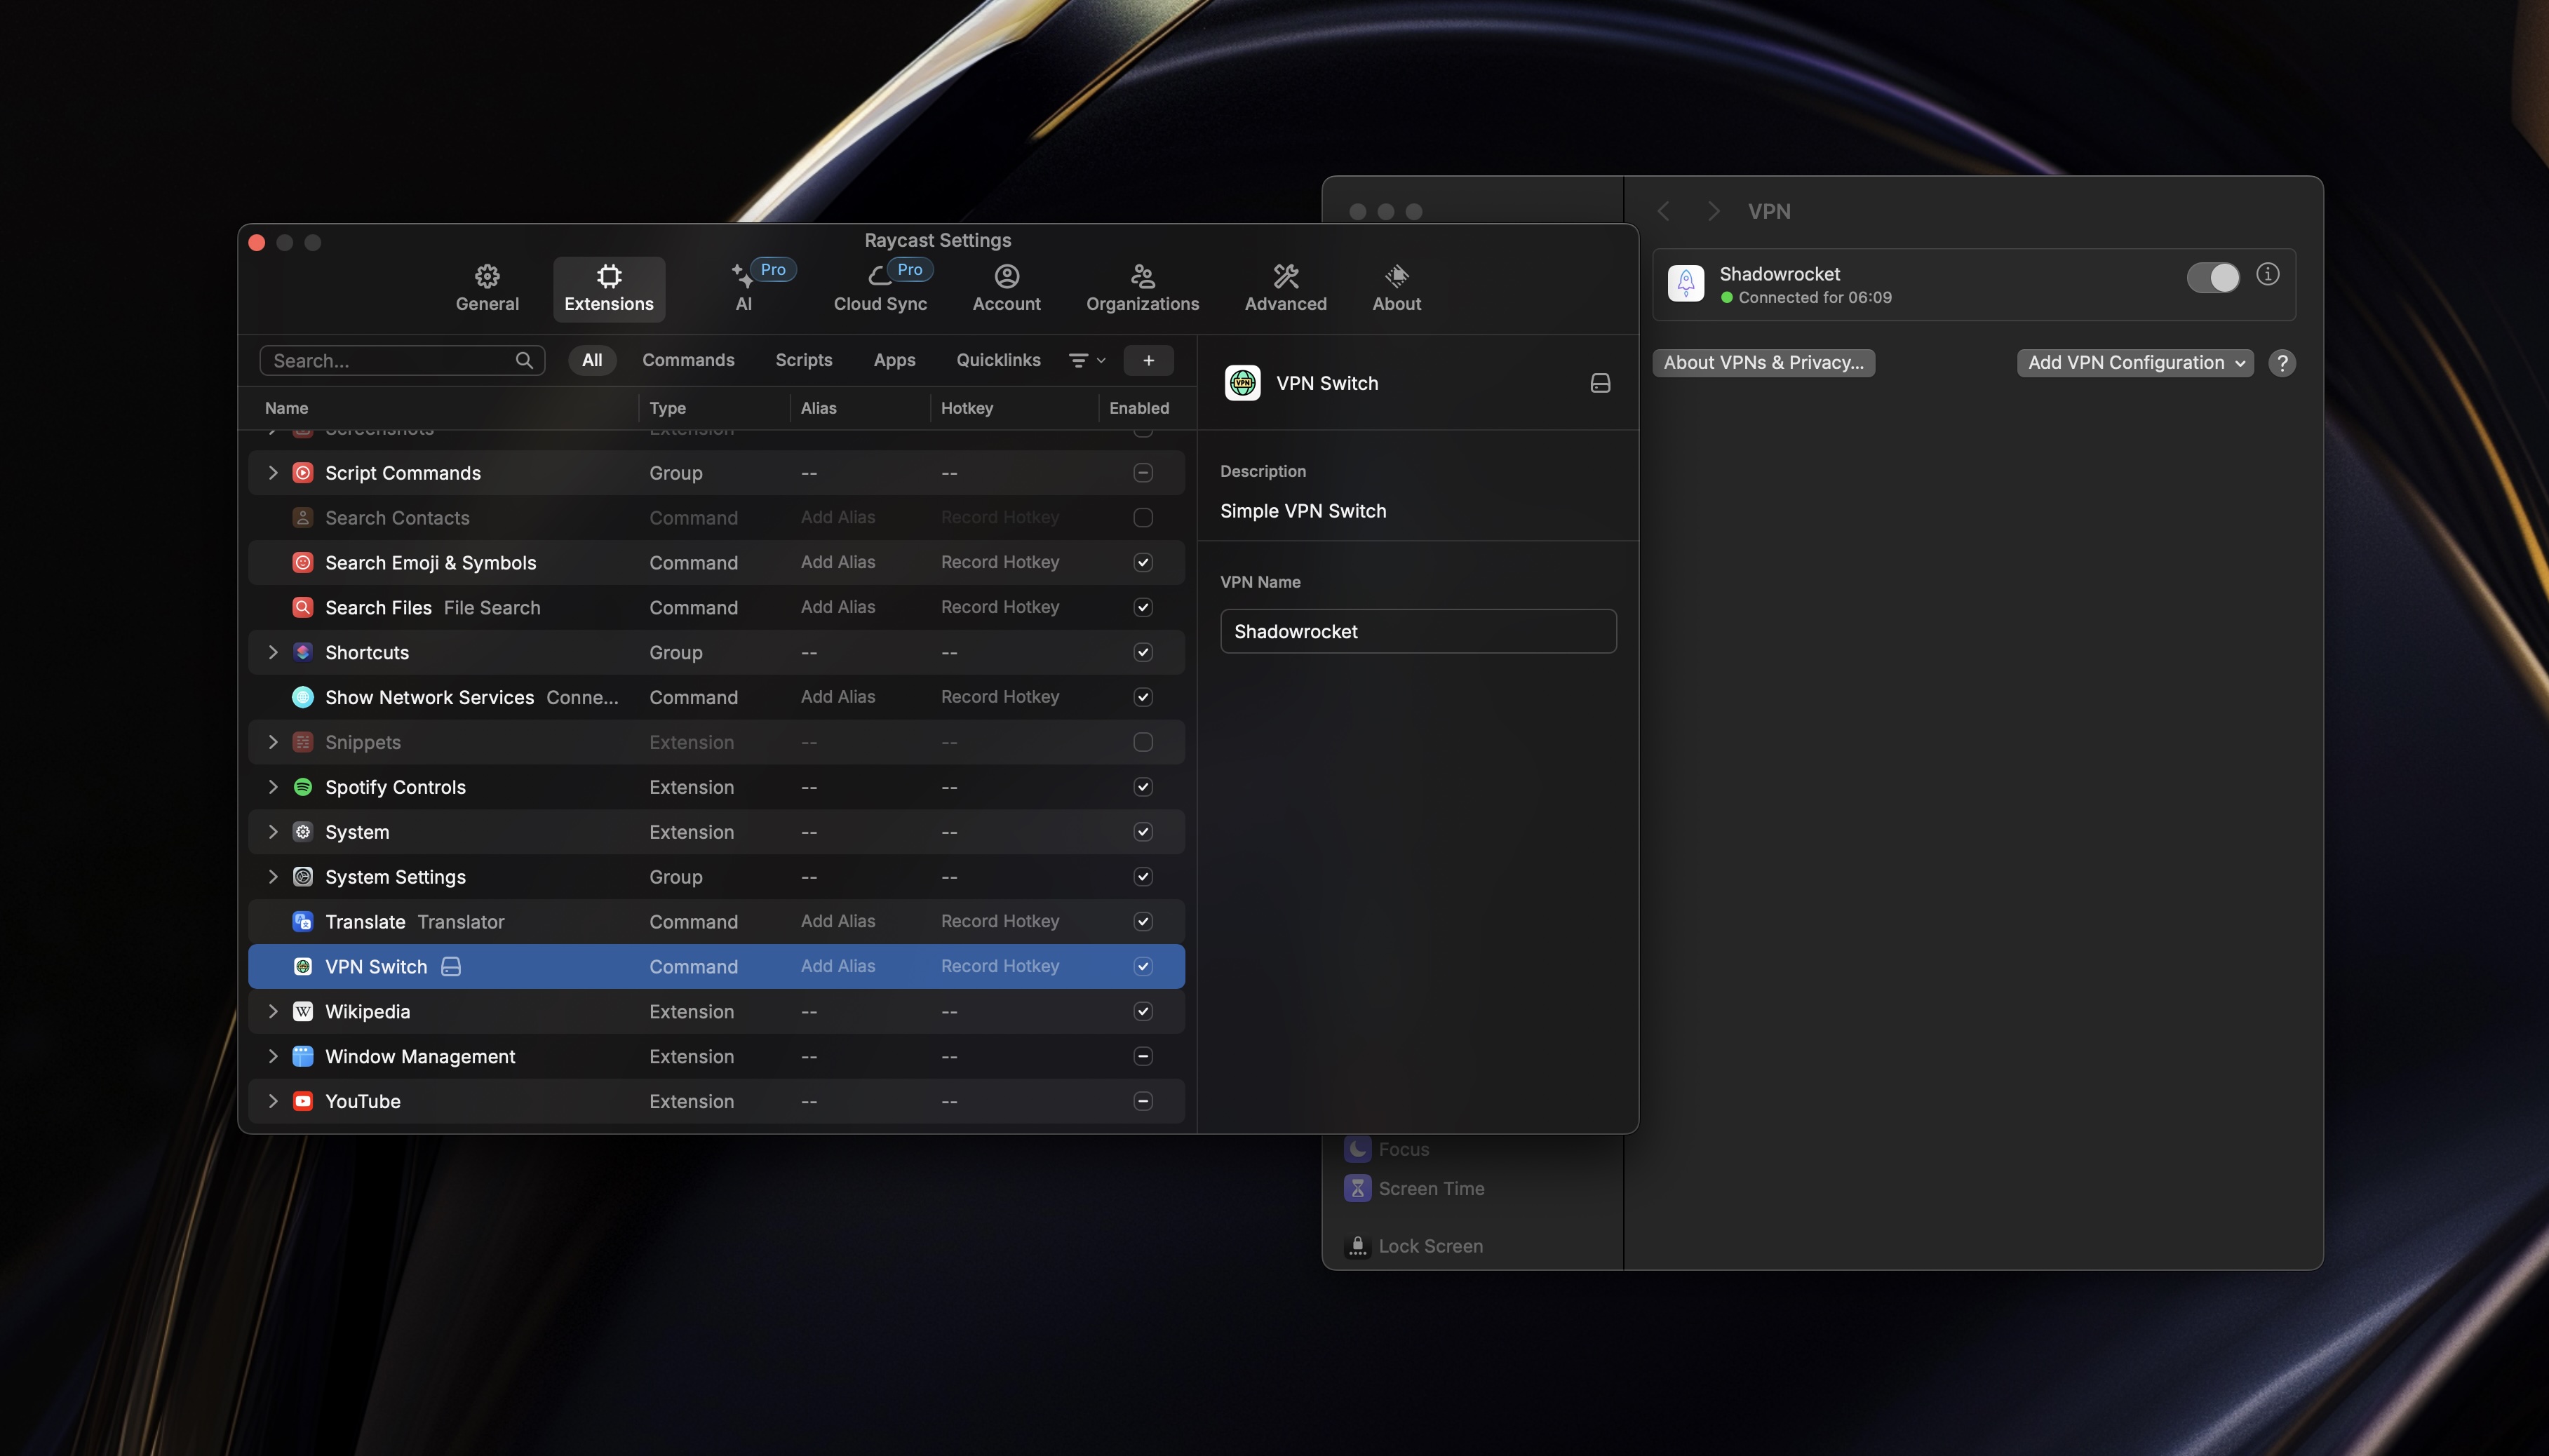 VPN
Shadowrocket
Connected for 06:09
About VPNs & Privacy...
Add VPN Configuration
?
Raycast Settings
General
Extensions
Pro
AI
Pro
Cloud Sync
Account
Organizations
Advanced
About
Search...
All
Commands
Scripts
Apps
Quicklinks
+
Name Type Alias Hotkey Enabled
Screenshots Extension
Script Commands Group -- --
Search Contacts Command Add Alias Record Hotkey
Search Emoji & Symbols Command Add Alias Record Hotkey
Search Files File Search Command Add Alias Record Hotkey
Shortcuts Group -- --
Show Network Services Conne... Command Add Alias Record Hotkey
Snippets Extension -- --
Spotify Controls Extension -- --
System Extension -- --
System Settings Group -- --
Translate Translator Command Add Alias Record Hotkey
VPN Switch Command Add Alias Record Hotkey
Wikipedia Extension -- --
Window Management Extension -- --
YouTube Extension -- --
VPN Switch
Description
Simple VPN Switch
VPN Name
Shadowrocket
Focus
Screen Time
Lock Screen